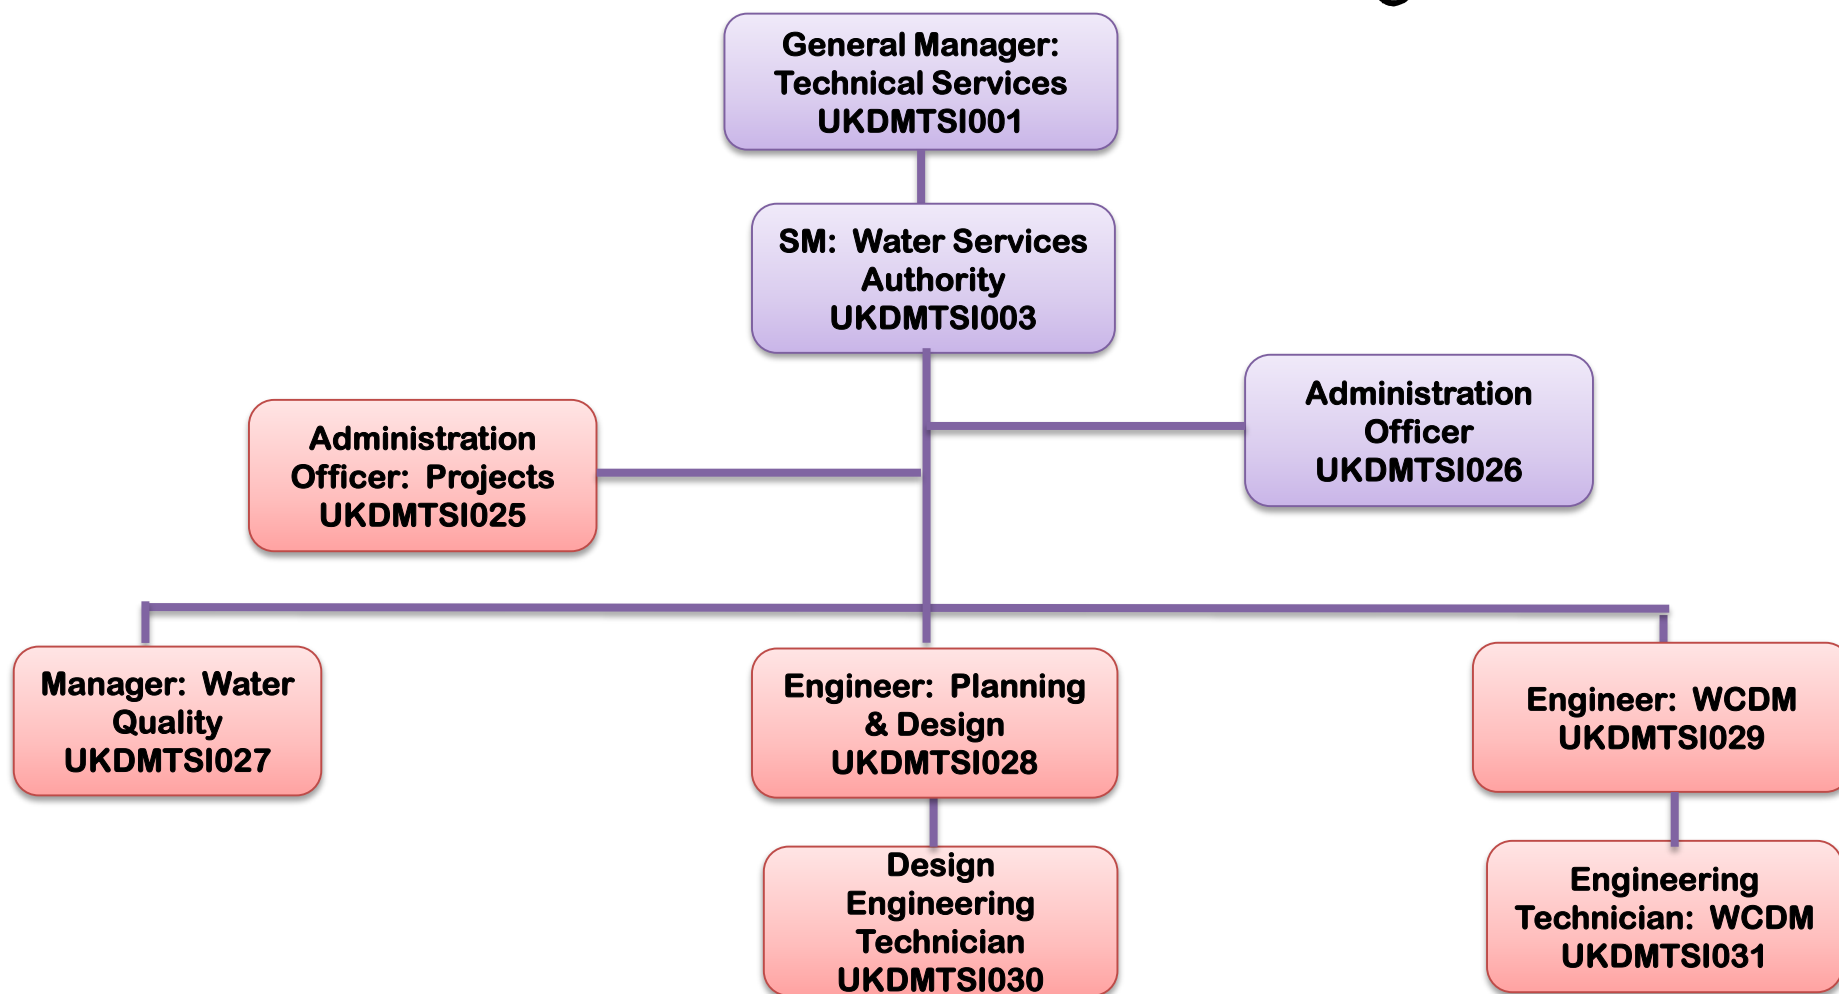 General Manager:
Technical Services
UKDMTSI001
SM:  Water Services
Authority
UKDMTSI003
Administration
Officer
UKDMTSI026
Administration
Officer:  Projects
UKDMTSI025
Manager:  Water
Quality
UKDMTSI027
Engineer:  Planning
& Design
UKDMTSI028
Engineer:  WCDM
UKDMTSI029
Design
Engineering
Technician
UKDMTSI030
Engineering
Technician:  WCDM
UKDMTSI031